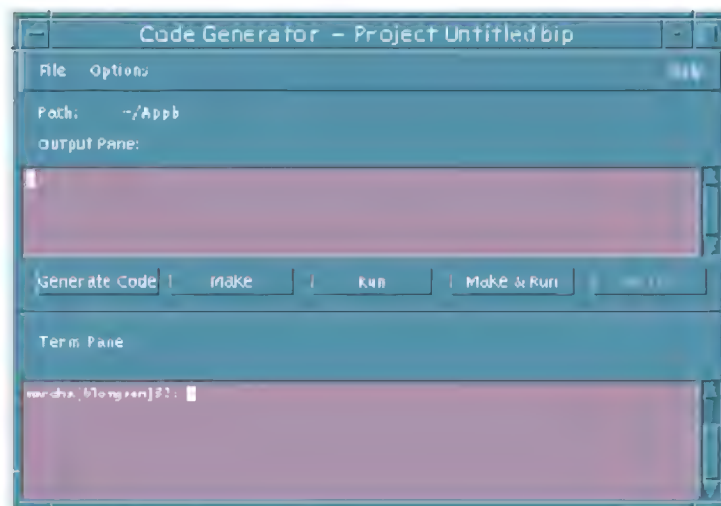 Code Generator – Project Untitled.bip
File Options Help
Path: ~/Appb
Output Pane:
Generate Code Make Run Make & Run
Term Pane